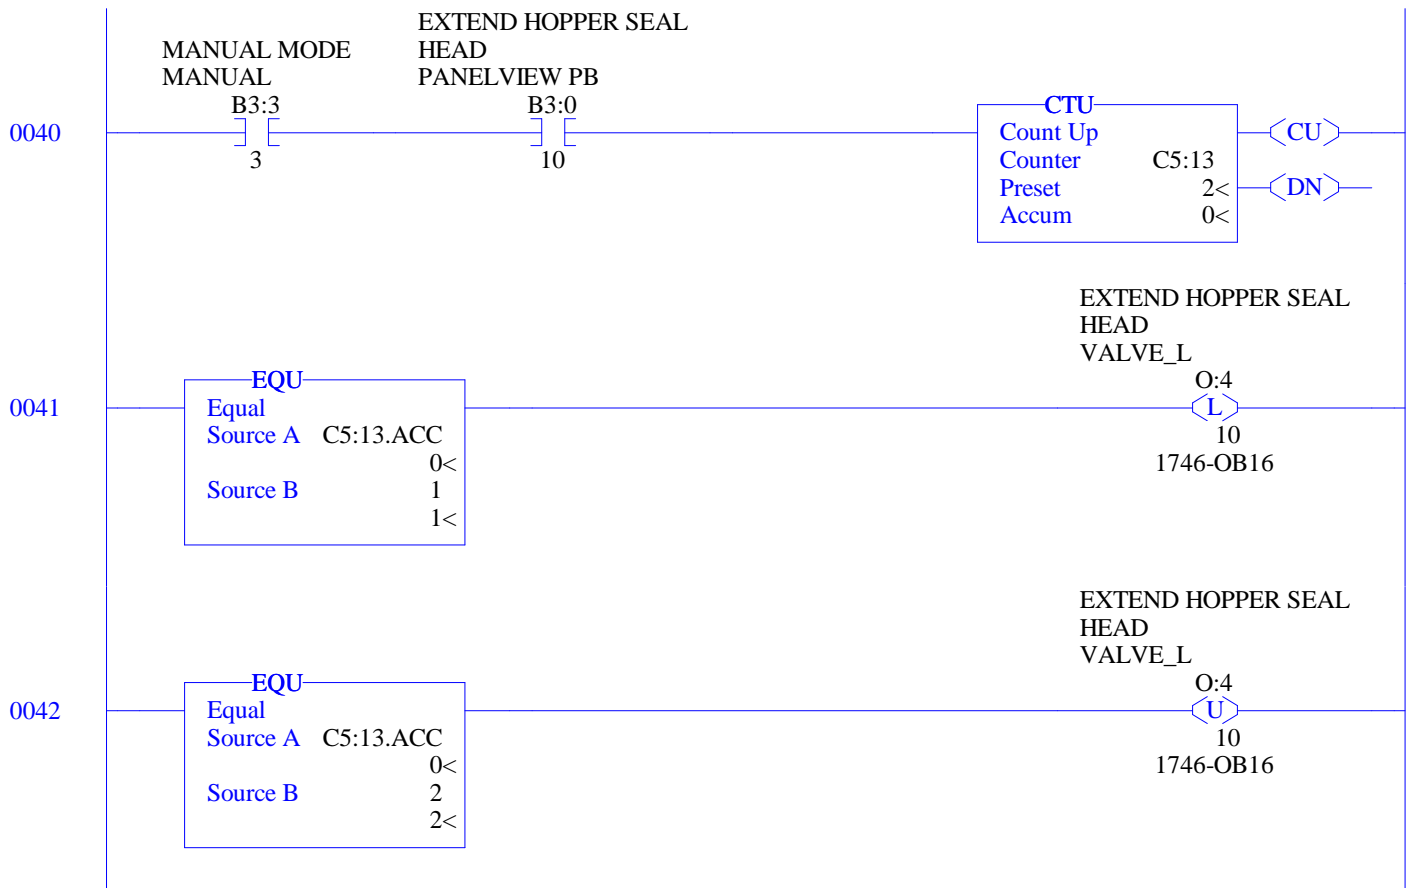 EXTEND HOPPER SEAL
MANUAL MODE HEAD
MANUAL PANELVIEW PB
B3:3 B3:0 CTU
0040 Count Up CU
3 10 Counter C5:13
Preset 2< DN
Accum 0<
EXTEND HOPPER SEAL
HEAD
VALVE_L
EQU O:4
0041 Equal L
Source A C5:13.ACC 10
0< 1746-OB16
Source B 1
1<
EXTEND HOPPER SEAL
HEAD
VALVE_L
EQU O:4
0042 Equal U
Source A C5:13.ACC 10
0< 1746-OB16
Source B 2
2<